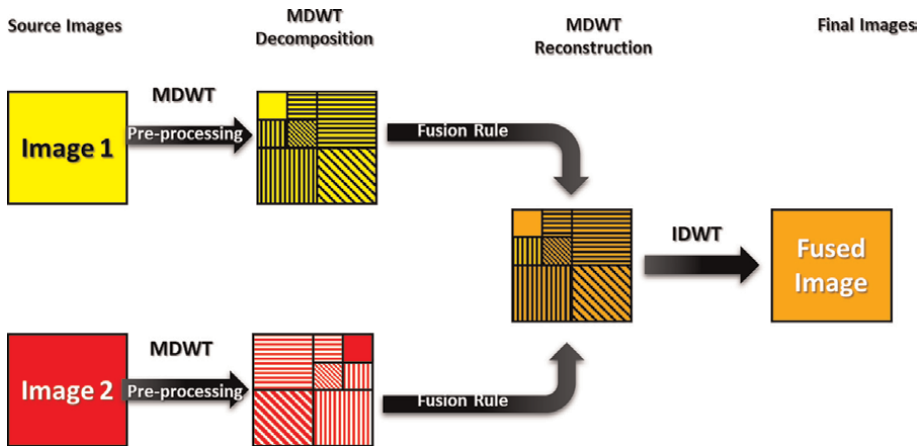 Source Images
MDWT
Decomposition
MDWT
Reconstruction
Final Images
Image 1
MDWT
Pre-processing
Fusion Rule
IDWT
Fused
Image
Image 2
MDWT
Pre-processing
Fusion Rule